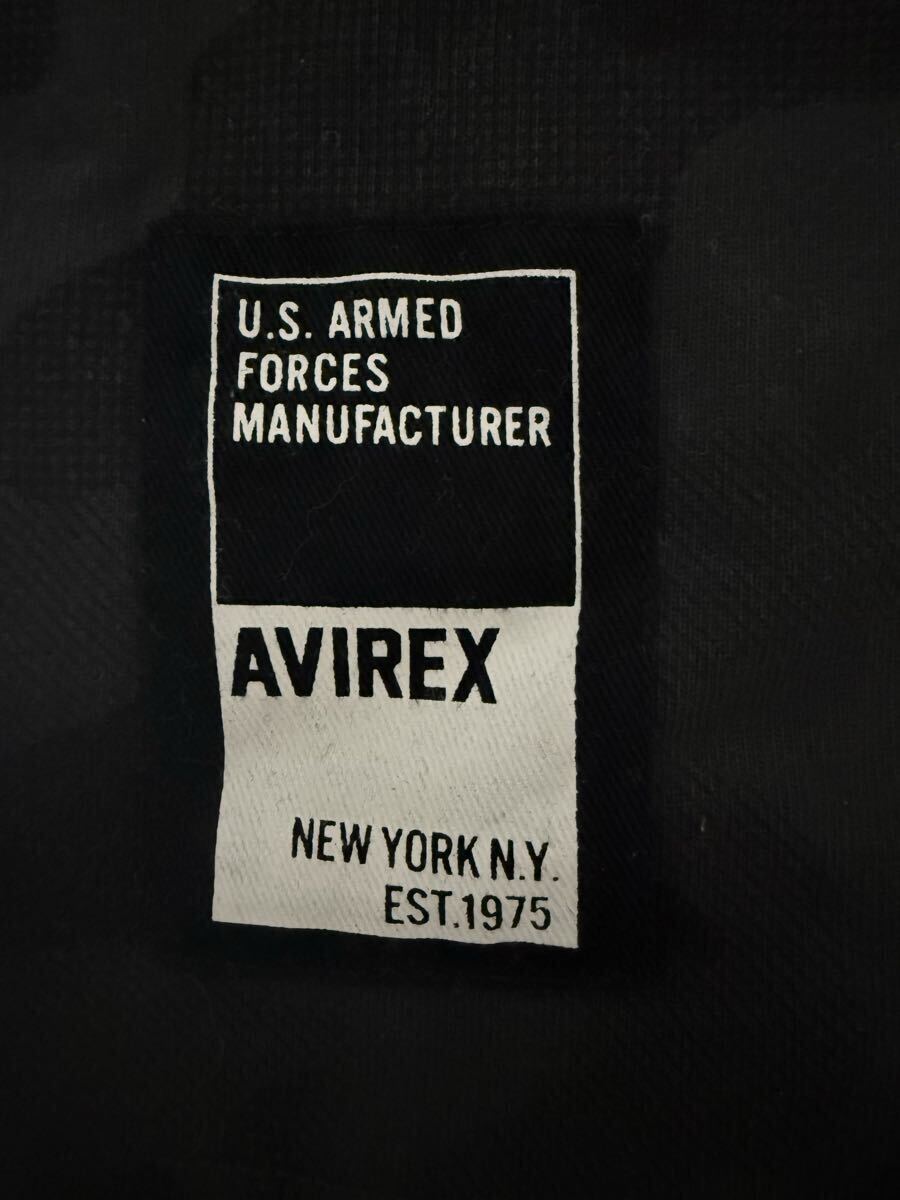 U.S. ARMED
FORCES
MANUFACTURER
AVIREX
NEW YORK N.Y.
EST.1975